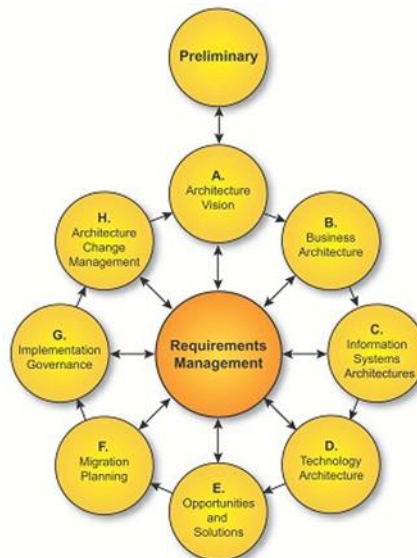 Preliminary
A.
Architecture
Vision
B.
Business
Architecture
C.
Information
Systems
Architectures
D.
Technology
Architecture
E.
Opportunities
and
Solutions
F.
Migration
Planning
G.
Implementation
Governance
H.
Architecture
Change
Management
Requirements
Management